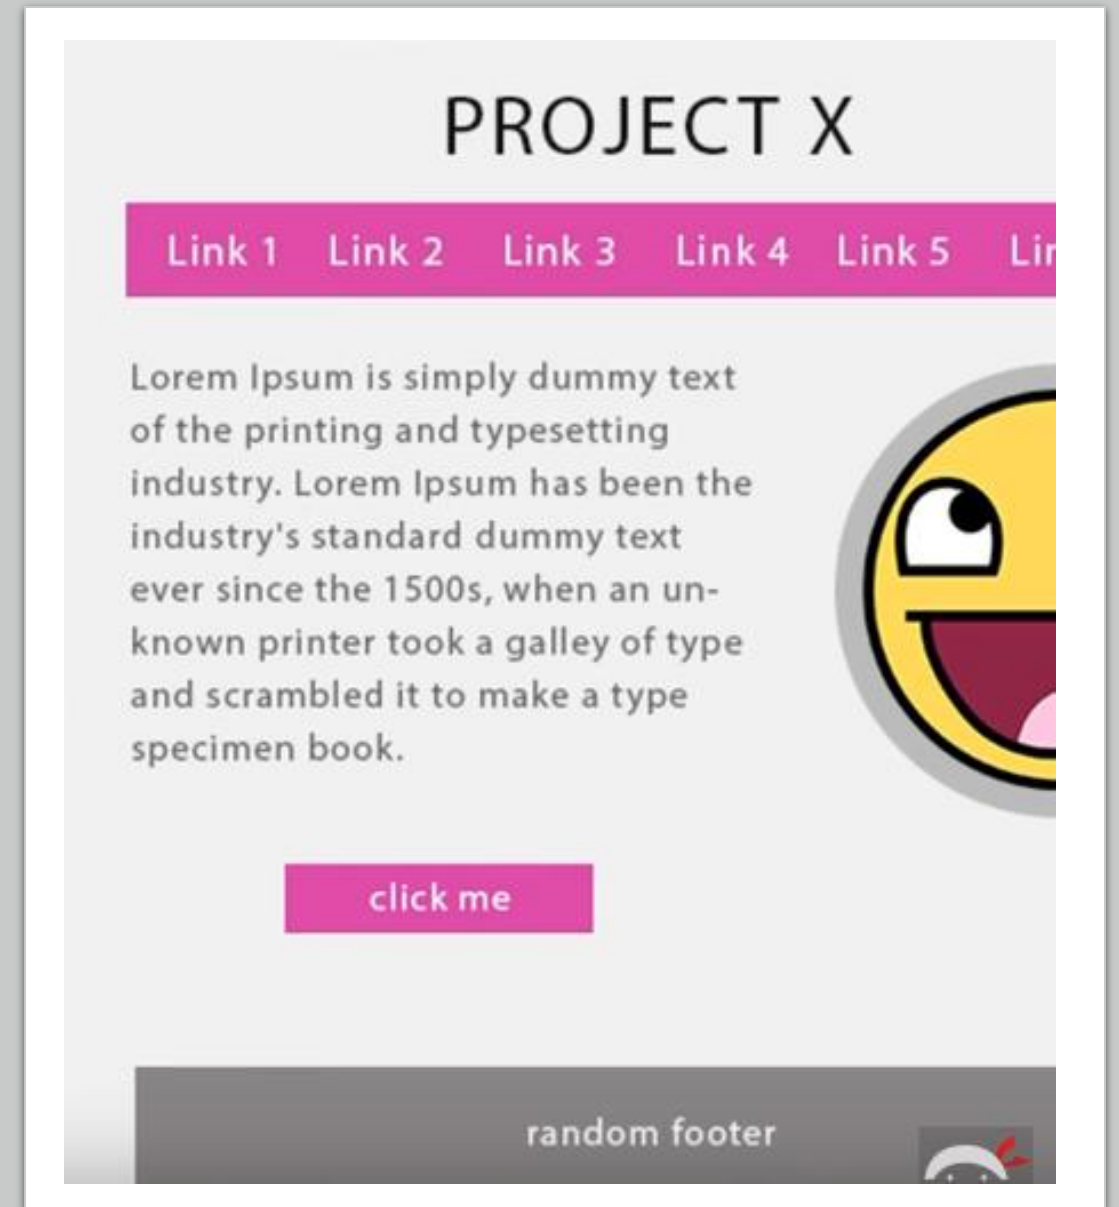 PROJECT X
Link 1 Link 2 Link 3 Link 4 Link 5
Lorem Ipsum is simply dummy text
of the printing and typesetting
industry. Lorem Ipsum has been the
industry's standard dummy text
ever since the 1500s, when an un-
known printer took a galley of type
and scrambled it to make a type
specimen book.
click me
random footer